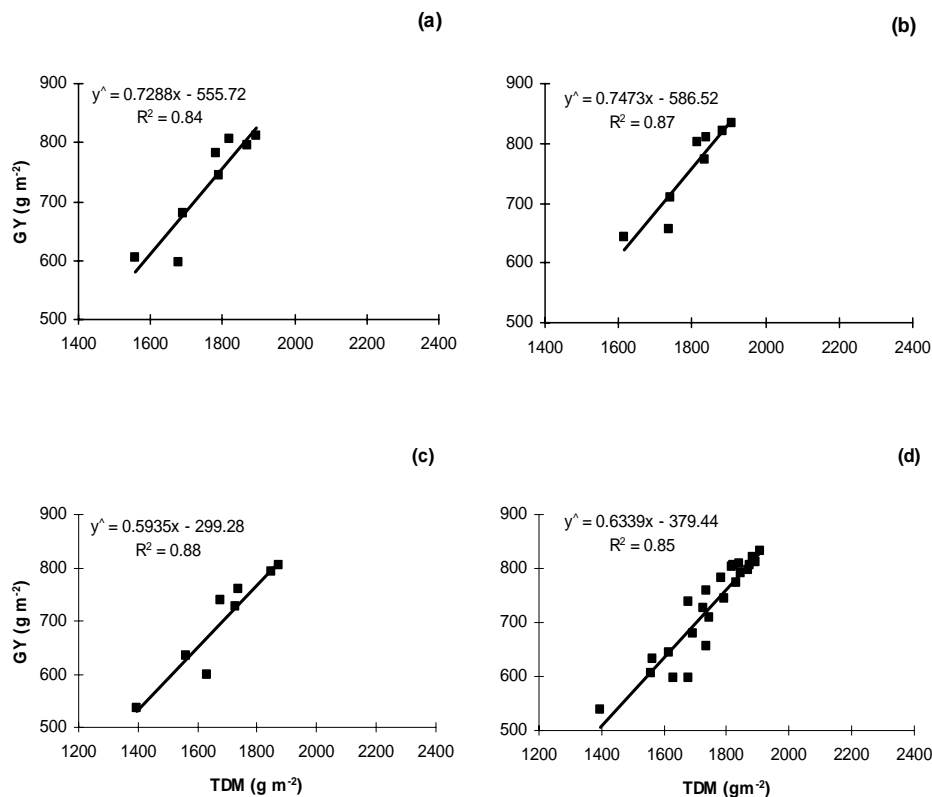 (a)
(b)
y^ = 0.7288x - 555.72
R² = 0.84
900
800
700
600
500
GY (g m-²)
1400 1600 1800 2000 2200 2400
y^ = 0.7473x - 586.52
R² = 0.87
900
800
700
600
500
1400 1600 1800 2000 2200 2400
(c)
(d)
y^ = 0.5935x - 299.28
R² = 0.88
900
800
700
600
500
GY (g m-²)
1200 1400 1600 1800 2000 2200 2400
TDM (g m-²)
y^ = 0.6339x - 379.44
R² = 0.85
900
800
700
600
500
1200 1400 1600 1800 2000 2200 2400
TDM (gm-²)